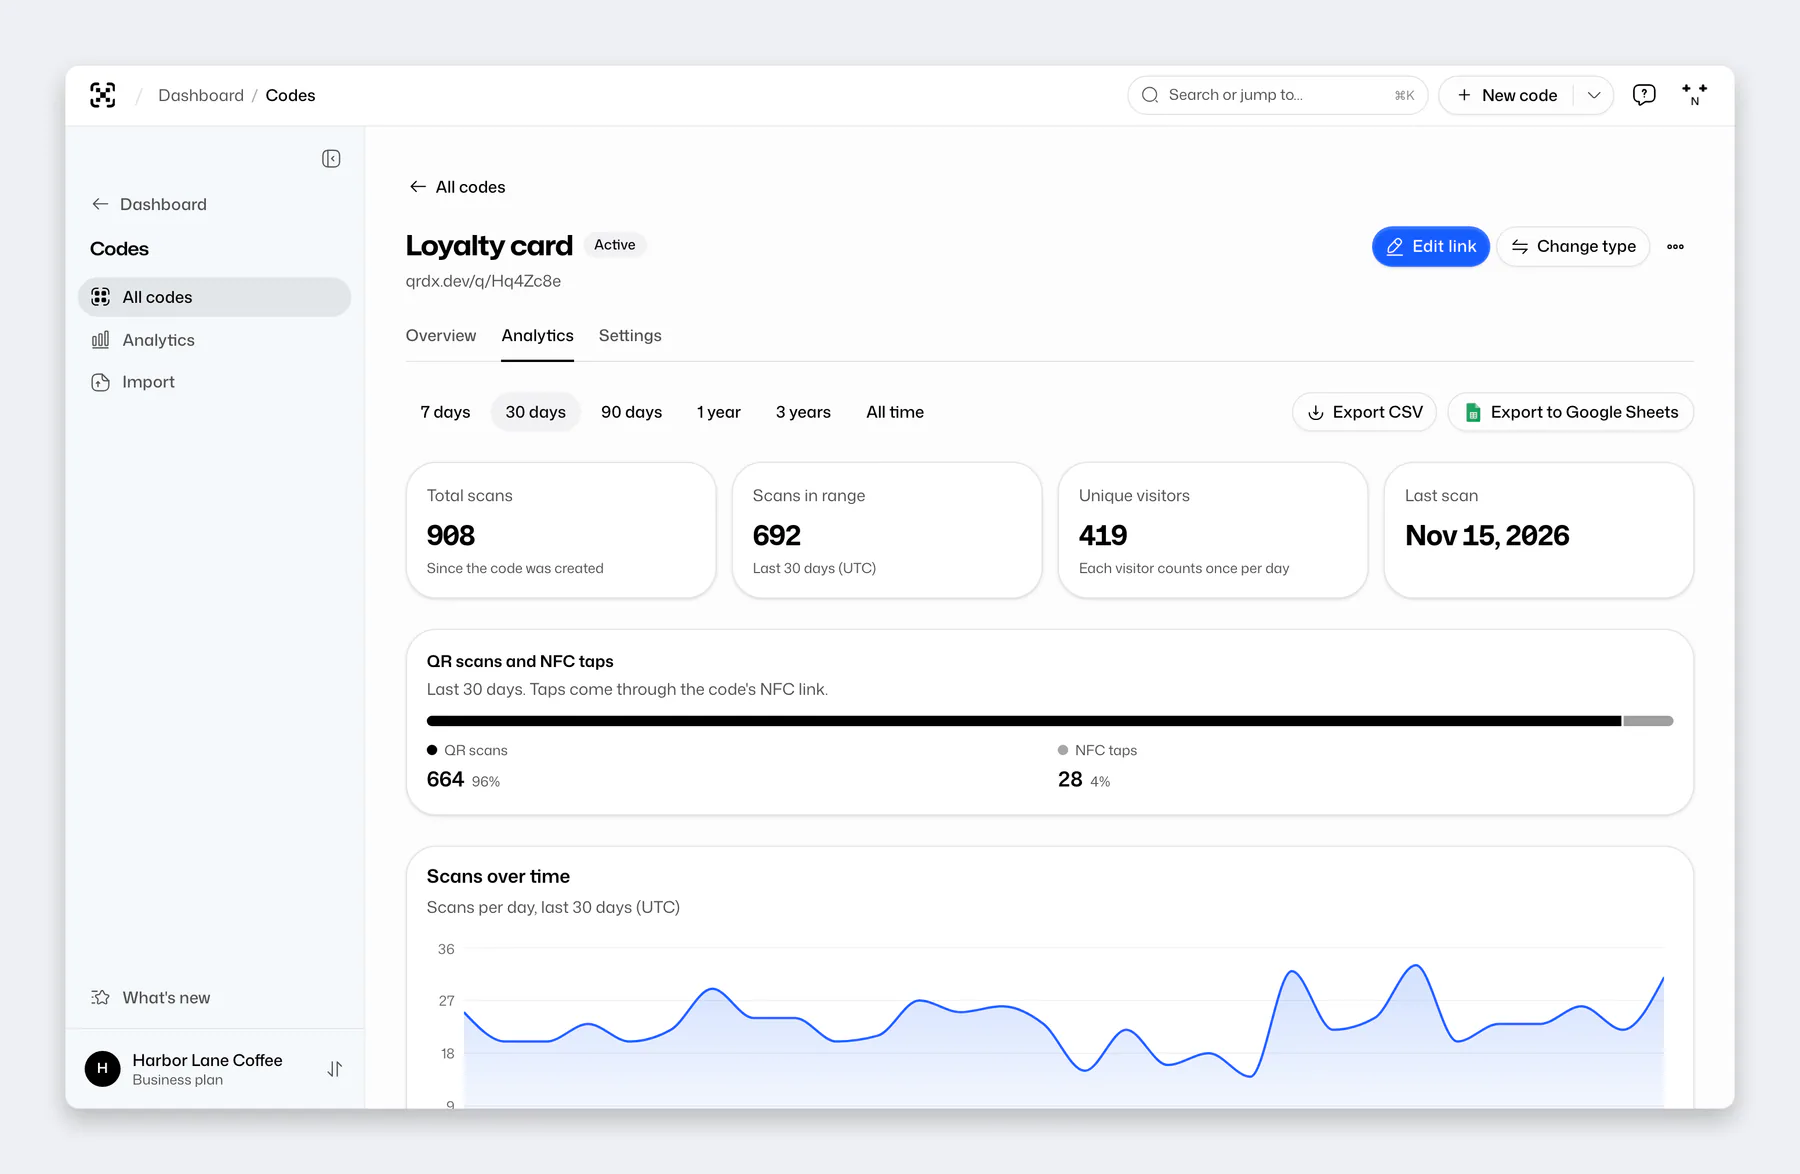 / Dashboard / Codes
Search or jump to... ⌘K
+ New code
N
Dashboard
Codes
All codes
Analytics
Import
What's new
H
Harbor Lane Coffee
Business plan
← All codes
Loyalty card Active
qrdx.dev/q/Hq4Zc8e
Edit link
Change type
Overview Analytics Settings
7 days 30 days 90 days 1 year 3 years All time
Export CSV
Export to Google Sheets
Total scans
908
Since the code was created
Scans in range
692
Last 30 days (UTC)
Unique visitors
419
Each visitor counts once per day
Last scan
Nov 15, 2026
QR scans and NFC taps
Last 30 days. Taps come through the code's NFC link.
QR scans
664 96%
NFC taps
28 4%
Scans over time
Scans per day, last 30 days (UTC)
36
27
18
9